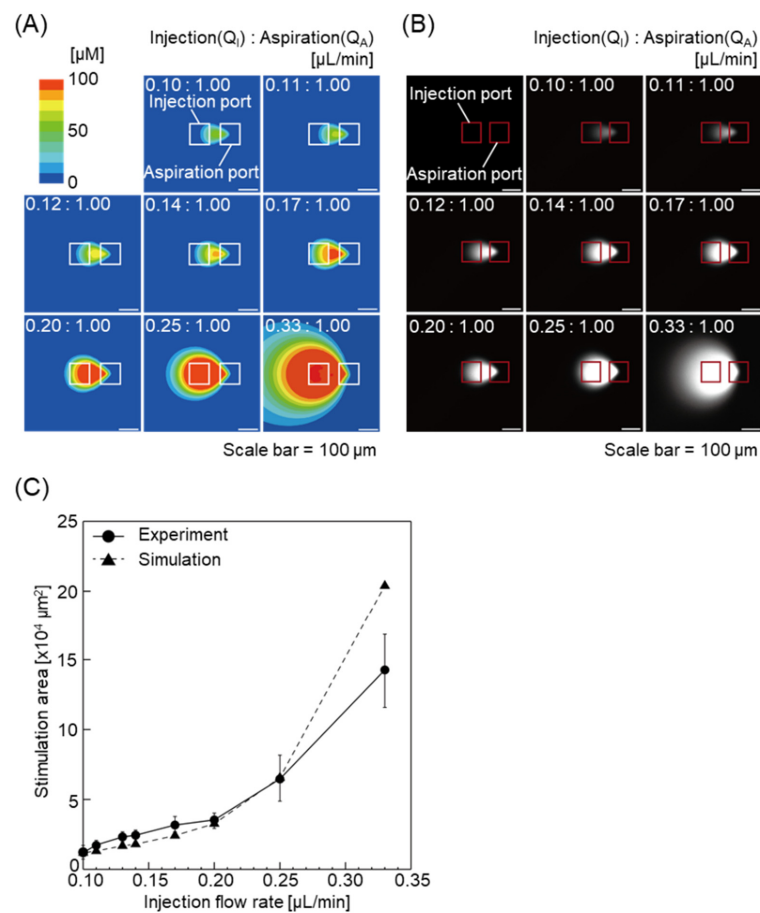 (A)
Injection(QI) : Aspiration(QA)
[µL/min]
[µM]
100
50
0
0.10 : 1.00
Injection port
Aspiration port
0.11 : 1.00
0.12 : 1.00
0.14 : 1.00
0.17 : 1.00
0.20 : 1.00
0.25 : 1.00
0.33 : 1.00
Scale bar = 100 µm
(B)
Injection(QI) : Aspiration(QA)
[µL/min]
Injection port
Aspiration port
0.10 : 1.00
0.11 : 1.00
0.12 : 1.00
0.14 : 1.00
0.17 : 1.00
0.20 : 1.00
0.25 : 1.00
0.33 : 1.00
Scale bar = 100 µm
(C)
Experiment
Simulation
Stimulation area [x10⁴ µm²]
25
20
15
10
5
0
0.10
0.15
0.20
0.25
0.30
0.35
Injection flow rate [µL/min]